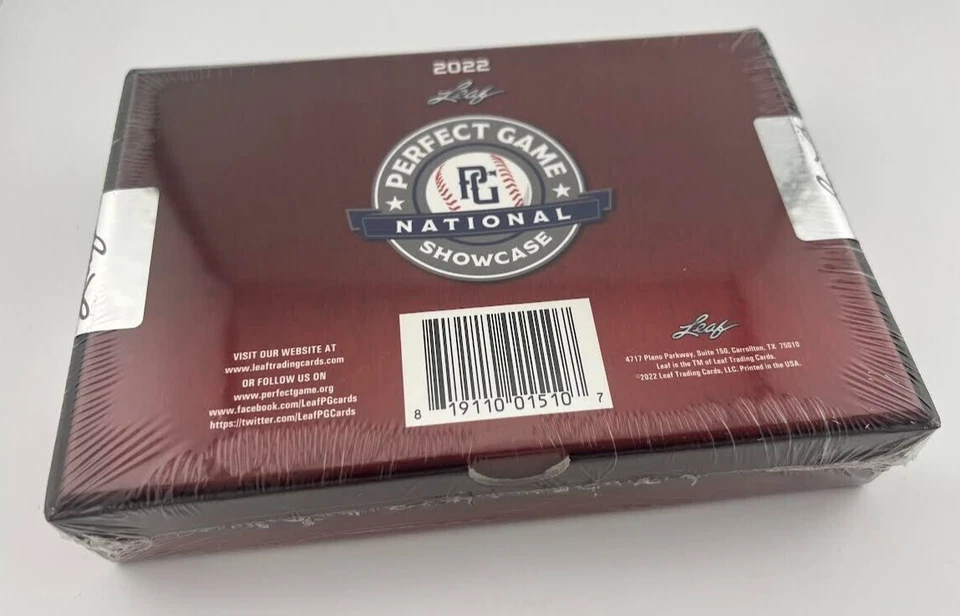 2022
Leaf
PERFECT GAME
PG
NATIONAL
SHOWCASE
VISIT OUR WEBSITE AT
www.leaftradingcards.com
OR FOLLOW US ON
www.perfectgame.org
www.facebook.com/LeafPGcards
https://twitter.com/LeafPGCards
8 19110 01510 7
Leaf
4717 Plano Parkway, Suite 150, Carrollton, TX 75010
Leaf is the TM of Leaf Trading Cards.
©2022 Leaf Trading Cards, LLC. Printed in the USA.